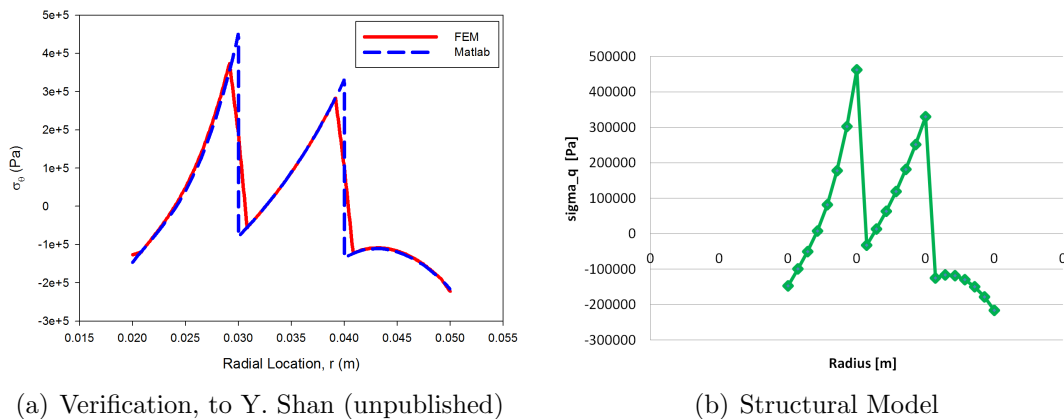 5e+5
4e+5
3e+5
2e+5
1e+5
0
-1e+5
-2e+5
-3e+5
σθ (Pa)
FEM
Matlab
0.015 0.020 0.025 0.030 0.035 0.040 0.045 0.050 0.055
Radial Location, r (m)
(a) Verification, to Y. Shan (unpublished)
500000
400000
300000
200000
100000
0
-100000
-200000
-300000
sigma_q [Pa]
0 0 0 0 0 0 0
Radius [m]
(b) Structural Model